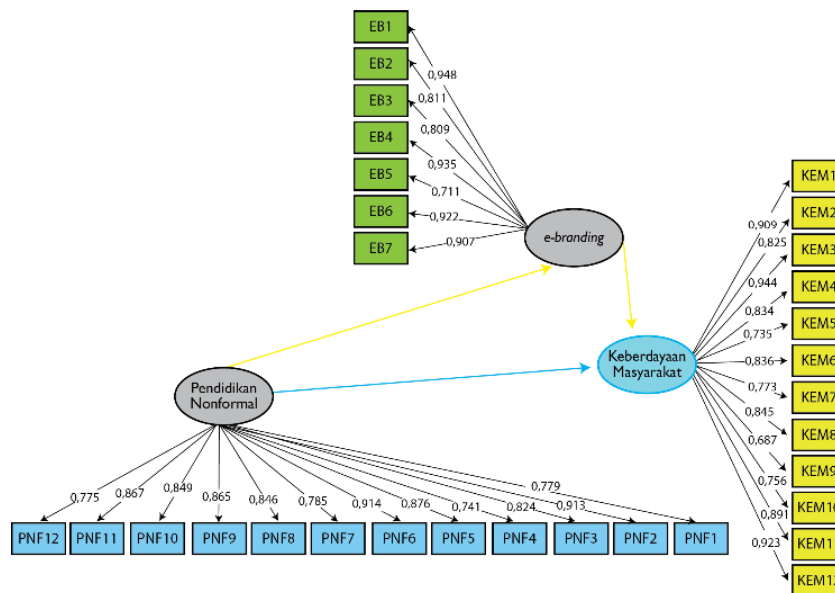 EB1
EB2
EB3
EB4
EB5
EB6
EB7
0,948
0,811
0,809
0,935
0,711
0,922
0,907
e-branding
KEM1
KEM2
KEM3
KEM4
KEM5
KEM6
KEM7
KEM8
KEM9
KEM10
KEM11
KEM12
0,909
0,825
0,944
0,834
0,735
0,836
0,773
0,845
0,687
0,756
0,891
0,923
Keberdayaan
Masyarakat
Pendidikan
Nonformal
0,775
0,867
0,849
0,865
0,846
0,785
0,914
0,876
0,741
0,824
0,913
0,779
PNF12
PNF11
PNF10
PNF9
PNF8
PNF7
PNF6
PNF5
PNF4
PNF3
PNF2
PNF1